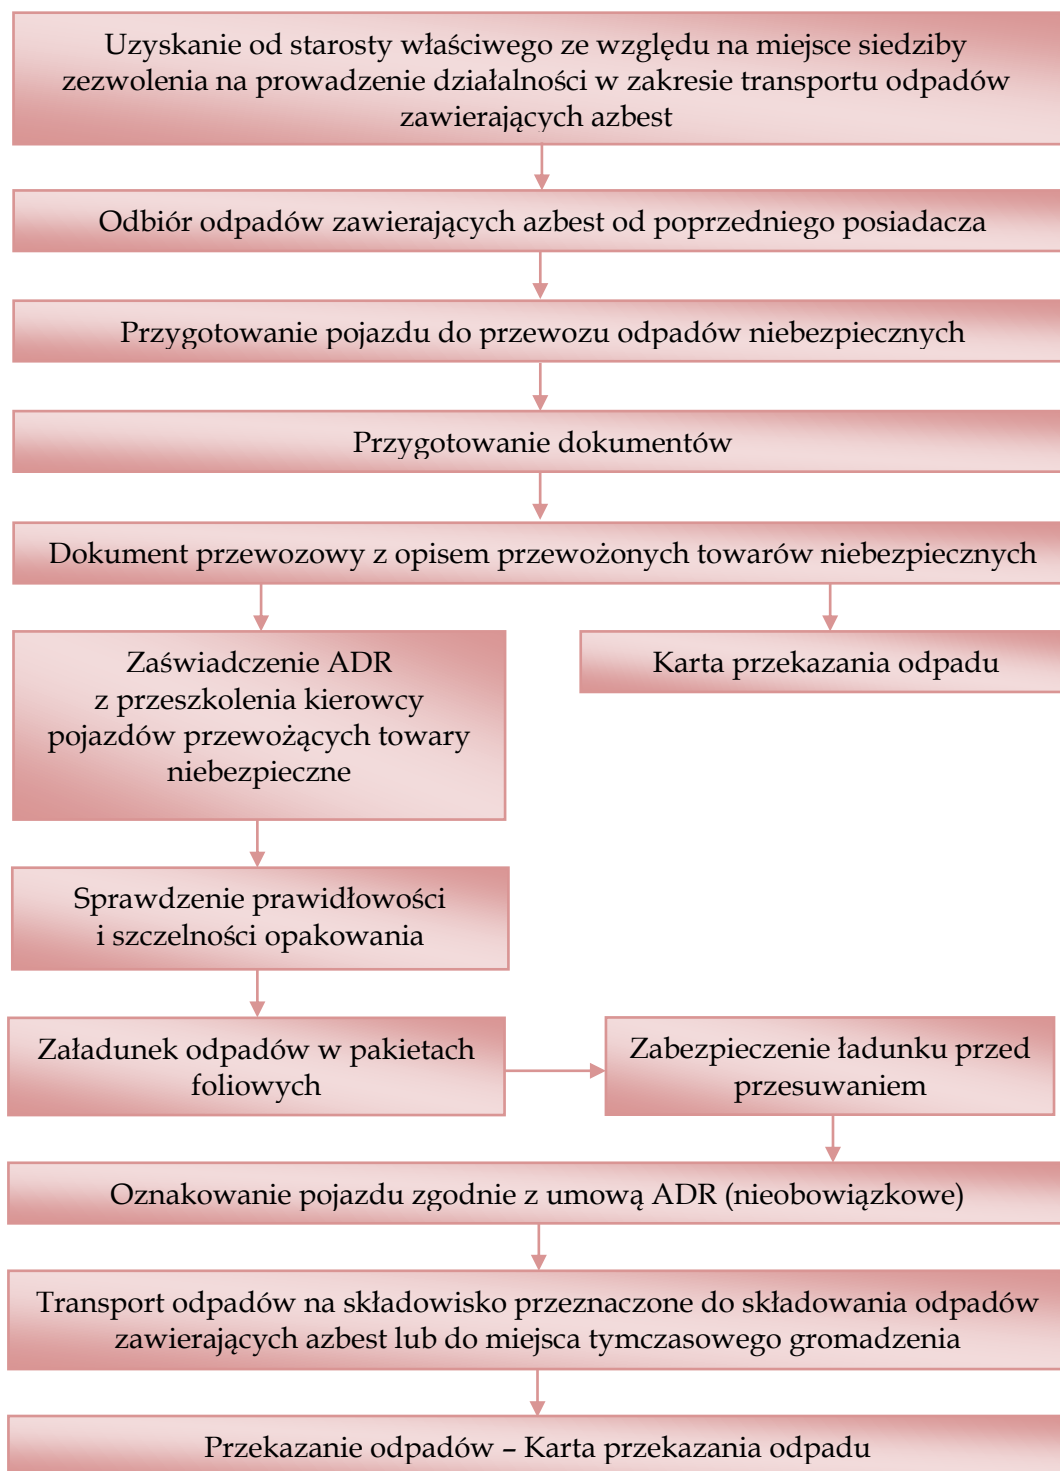 Uzyskanie od starosty właściwego ze względu na miejsce siedziby
zezwolenia na prowadzenie działalności w zakresie transportu odpadów
zawierających azbest
Odbiór odpadów zawierających azbest od poprzedniego posiadacza
Przygotowanie pojazdu do przewozu odpadów niebezpiecznych
Przygotowanie dokumentów
Dokument przewozowy z opisem przewożonych towarów niebezpiecznych
Zaświadczenie ADR
z przeszkolenia kierowcy
pojazdów przewożących towary
niebezpieczne
Karta przekazania odpadu
Sprawdzenie prawidłowości
i szczelności opakowania
Załadunek odpadów w pakietach
foliowych
Zabezpieczenie ładunku przed
przesuwaniem
Oznakowanie pojazdu zgodnie z umową ADR (nieobowiązkowe)
Transport odpadów na składowisko przeznaczone do składowania odpadów
zawierających azbest lub do miejsca tymczasowego gromadzenia
Przekazanie odpadów – Karta przekazania odpadu